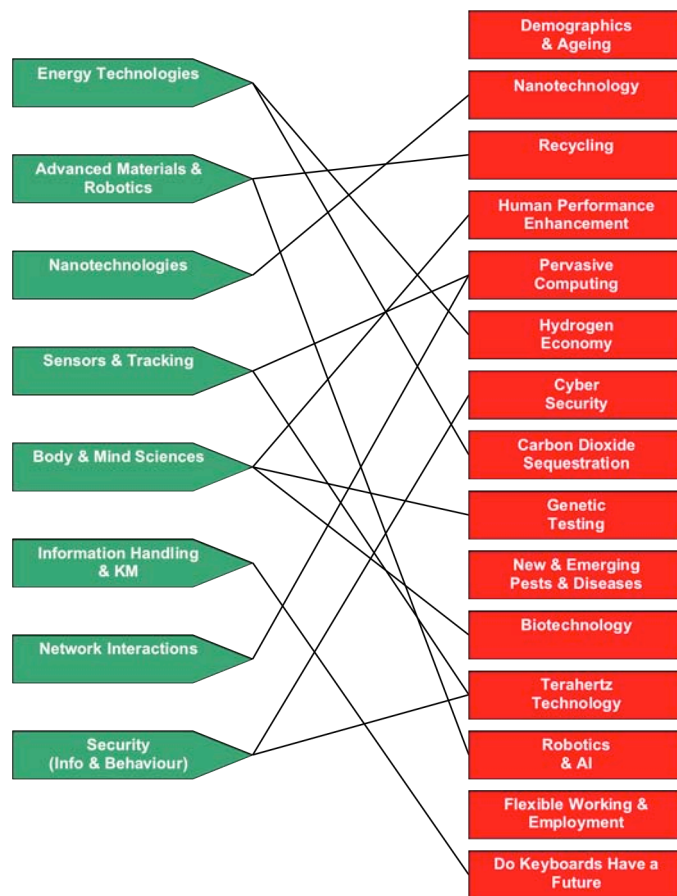 Energy Technologies
Advanced Materials &
Robotics
Nanotechnologies
Sensors & Tracking
Body & Mind Sciences
Information Handling
& KM
Network Interactions
Security
(Info & Behaviour)
Demographics
& Ageing
Nanotechnology
Recycling
Human Performance
Enhancement
Pervasive
Computing
Hydrogen
Economy
Cyber
Security
Carbon Dioxide
Sequestration
Genetic
Testing
New & Emerging
Pests & Diseases
Biotechnology
Terahertz
Technology
Robotics
& AI
Flexible Working &
Employment
Do Keyboards Have a
Future